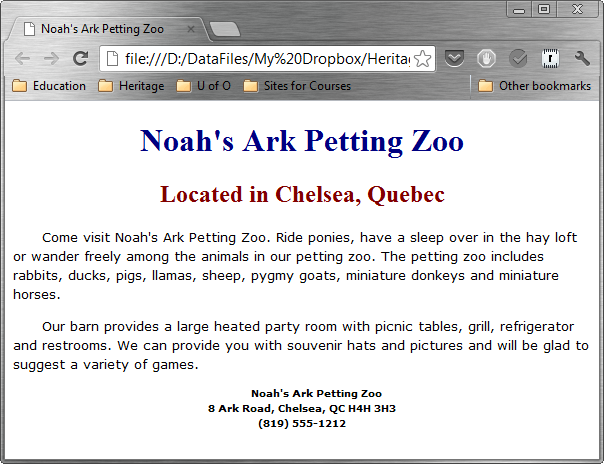 Noah's Ark Petting Zoo
file:///D:/DataFiles/My%20Dropbox/Heritag
Education Heritage U of O Sites for Courses Other bookmarks
Noah's Ark Petting Zoo
Located in Chelsea, Quebec
Come visit Noah's Ark Petting Zoo. Ride ponies, have a sleep over in the hay loft
or wander freely among the animals in our petting zoo. The petting zoo includes
rabbits, ducks, pigs, llamas, sheep, pygmy goats, miniature donkeys and miniature
horses.
Our barn provides a large heated party room with picnic tables, grill, refrigerator
and restrooms. We can provide you with souvenir hats and pictures and will be glad to
suggest a variety of games.
Noah's Ark Petting Zoo
8 Ark Road, Chelsea, QC H4H 3H3
(819) 555-1212